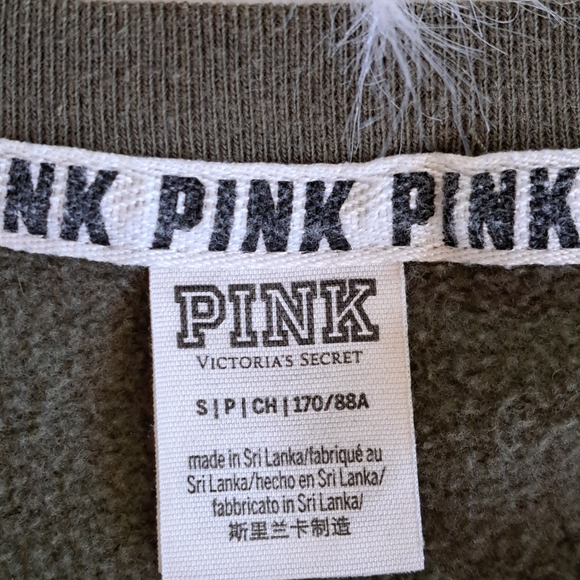 NK PINK PINK
PINK
VICTORIA'S SECRET
S|P|CH|170/88A
made in Sri Lanka/fabriqué au
Sri Lanka/hecho en Sri Lanka/
fabbricato in Sri Lanka/
斯里兰卡制造